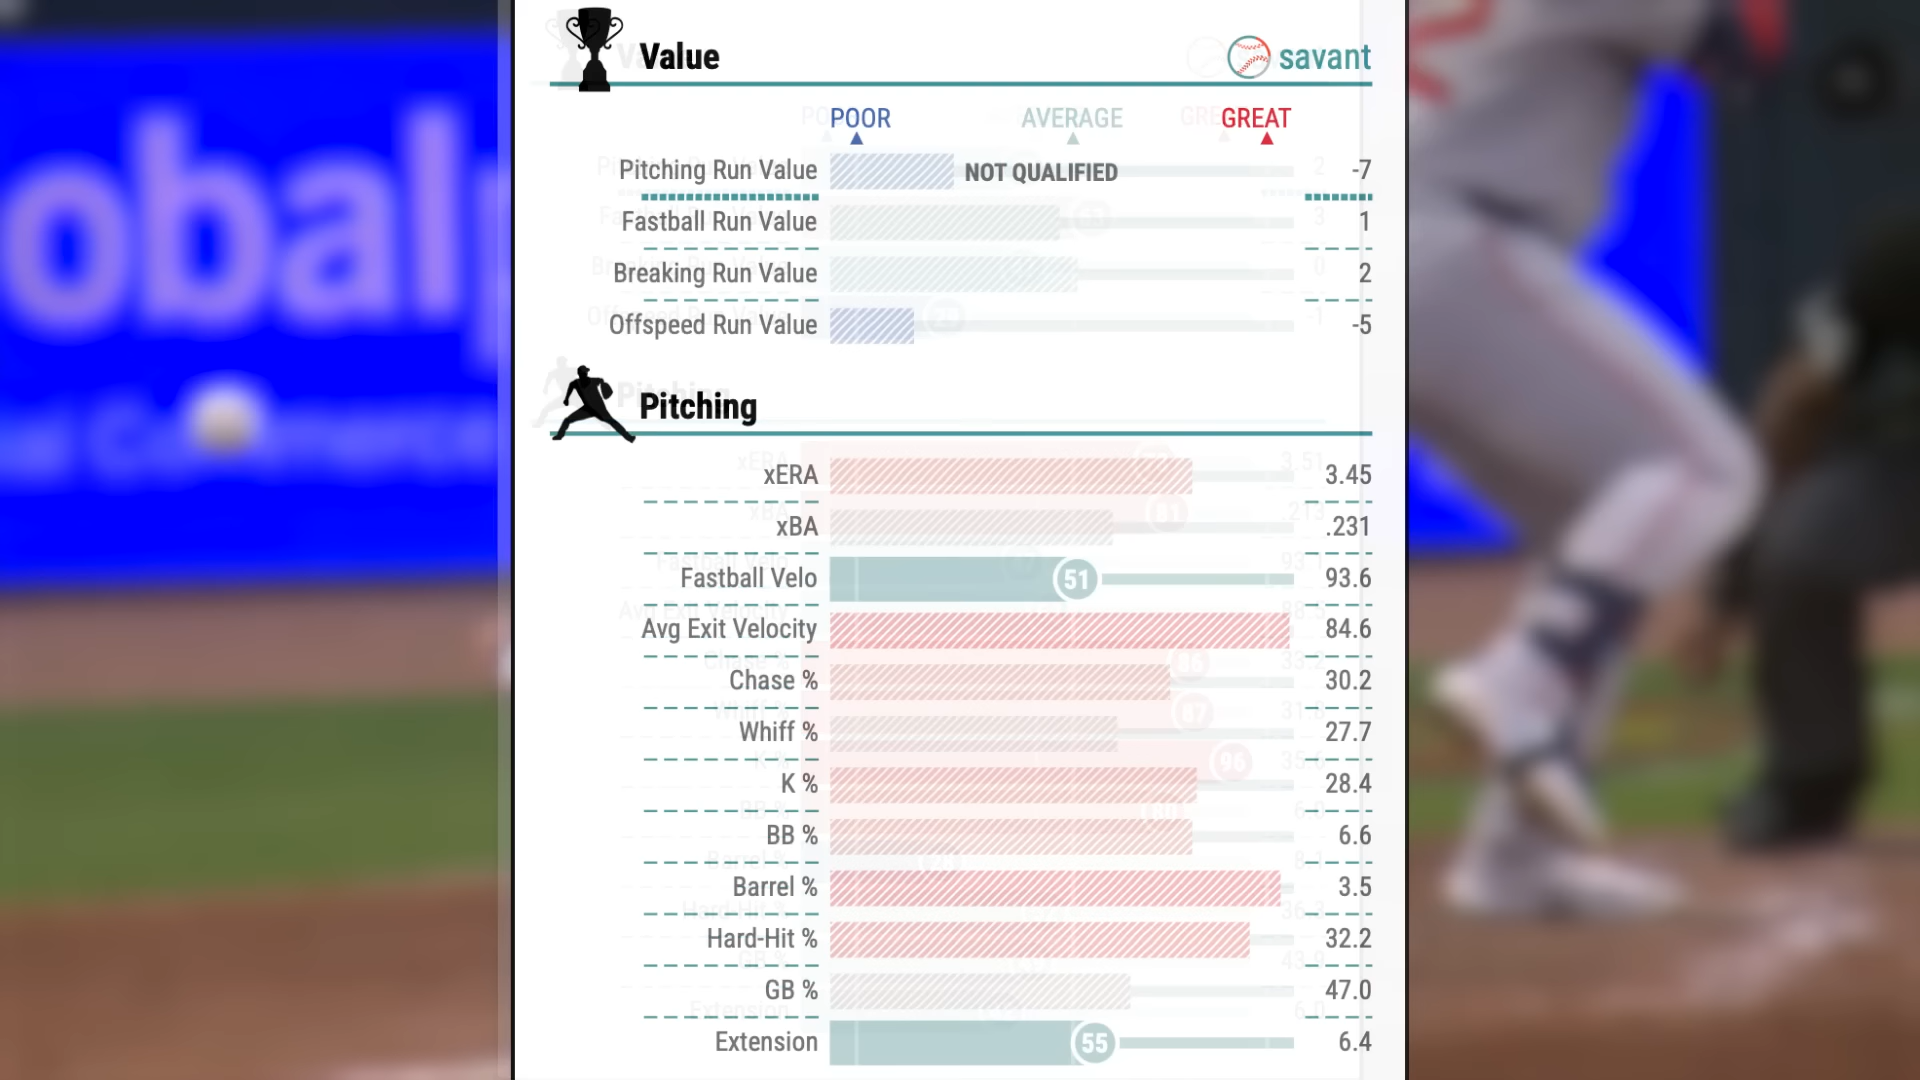 Value
savant
POOR AVERAGE GREAT
Pitching Run Value NOT QUALIFIED -7
Fastball Run Value 1
Breaking Run Value 2
Offspeed Run Value -5
Pitching
xERA 3.45
xBA .231
Fastball Velo 51 93.6
Avg Exit Velocity 84.6
Chase % 30.2
Whiff % 27.7
K % 28.4
BB % 6.6
Barrel % 3.5
Hard-Hit % 32.2
GB % 47.0
Extension 55 6.4